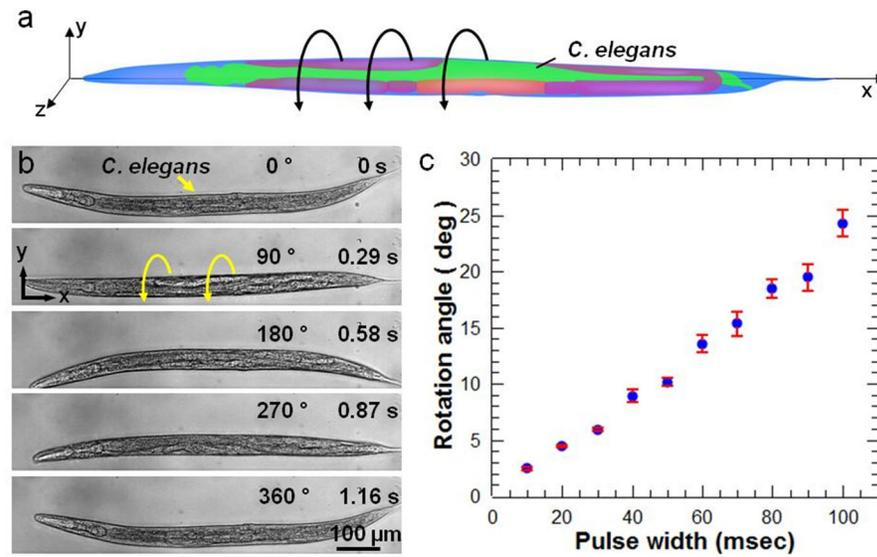 a
y
z
x
C. elegans
b
C. elegans
0 °
0 s
y
x
90 °
0.29 s
180 °
0.58 s
270 °
0.87 s
360 °
1.16 s
100 µm
c
Rotation angle ( deg )
30
25
20
15
10
5
0
0 20 40 60 80 100
Pulse width (msec)